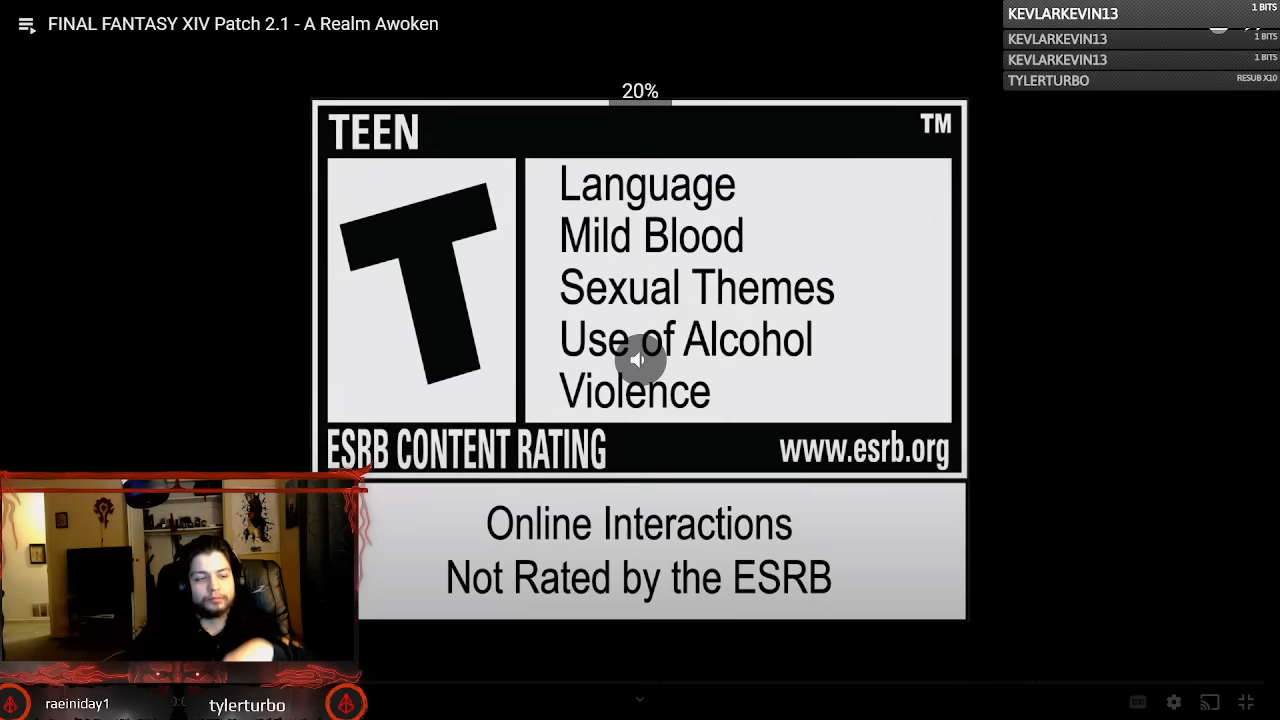 FINAL FANTASY XIV Patch 2.1 - A Realm Awoken
KEVLARKEVIN13 1 BITS
KEVLARKEVIN13 1 BITS
KEVLARKEVIN13 1 BITS
TYLERTURBO RESUB X10
20%
TEEN TM
T
Language
Mild Blood
Sexual Themes
Use of Alcohol
Violence
ESRB CONTENT RATING www.esrb.org
Online Interactions
Not Rated by the ESRB
raeiniday1 tylerturbo
CC